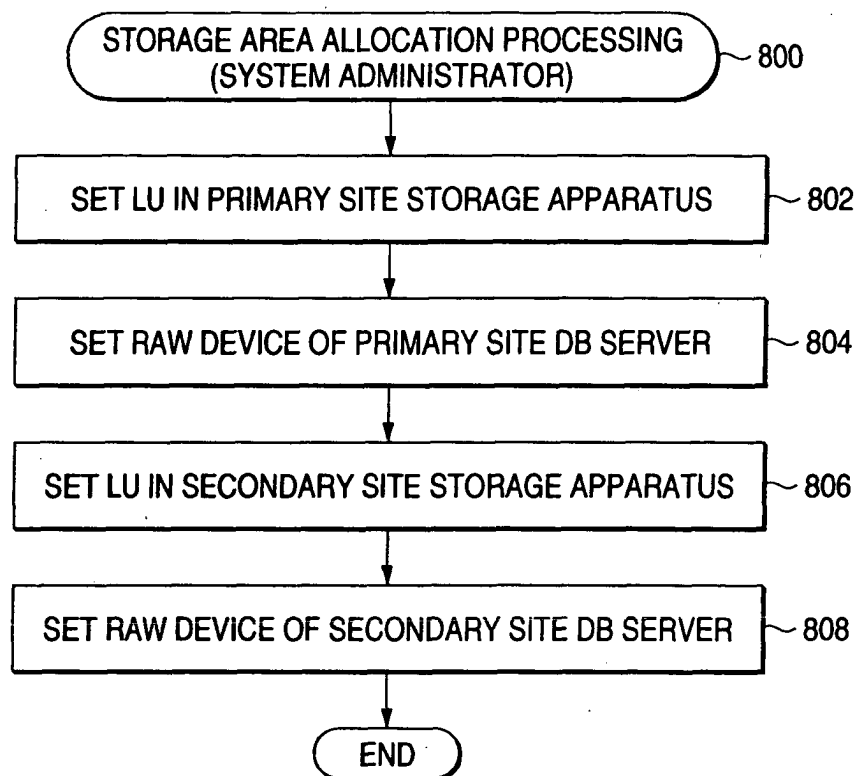 STORAGE AREA ALLOCATION PROCESSING
(SYSTEM ADMINISTRATOR)
800
SET LU IN PRIMARY SITE STORAGE APPARATUS
802
SET RAW DEVICE OF PRIMARY SITE DB SERVER
804
SET LU IN SECONDARY SITE STORAGE APPARATUS
806
SET RAW DEVICE OF SECONDARY SITE DB SERVER
808
END